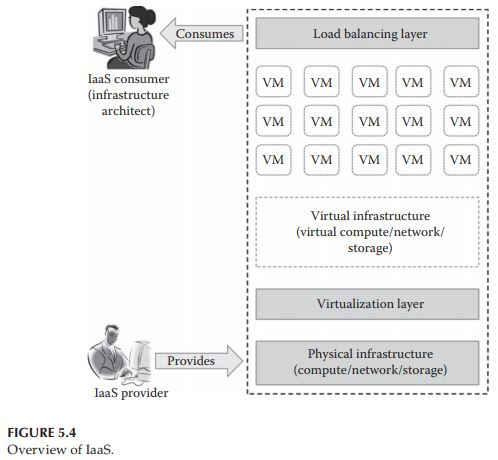 Consumes
Load balancing layer
IaaS consumer
(infrastructure
architect)
VM VM VM VM VM
VM VM VM VM VM
VM VM VM VM VM
Virtual infrastructure
(virtual compute/network/
storage)
Virtualization layer
Provides
Physical infrastructure
(compute/network/storage)
IaaS provider
FIGURE 5.4
Overview of IaaS.